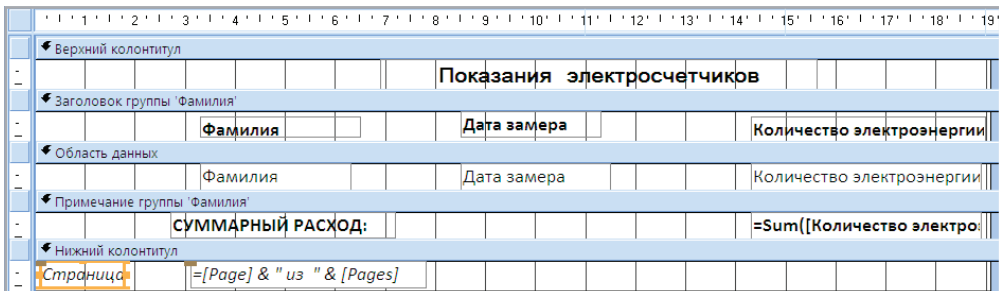 1 2 3 4 5 6 7 8 9 10 11 12 13 14 15 16 17 18 19
Верхний колонтитул
Показания электросчетчиков
Заголовок группы 'Фамилия'
Фамилия Дата замера Количество электроэнергии
Область данных
Фамилия Дата замера Количество электроэнергии
Примечание группы 'Фамилия'
СУММАРНЫЙ РАСХОД: =Sum([Количество электро
Нижний колонтитул
Страница =[Page] & " из " & [Pages]